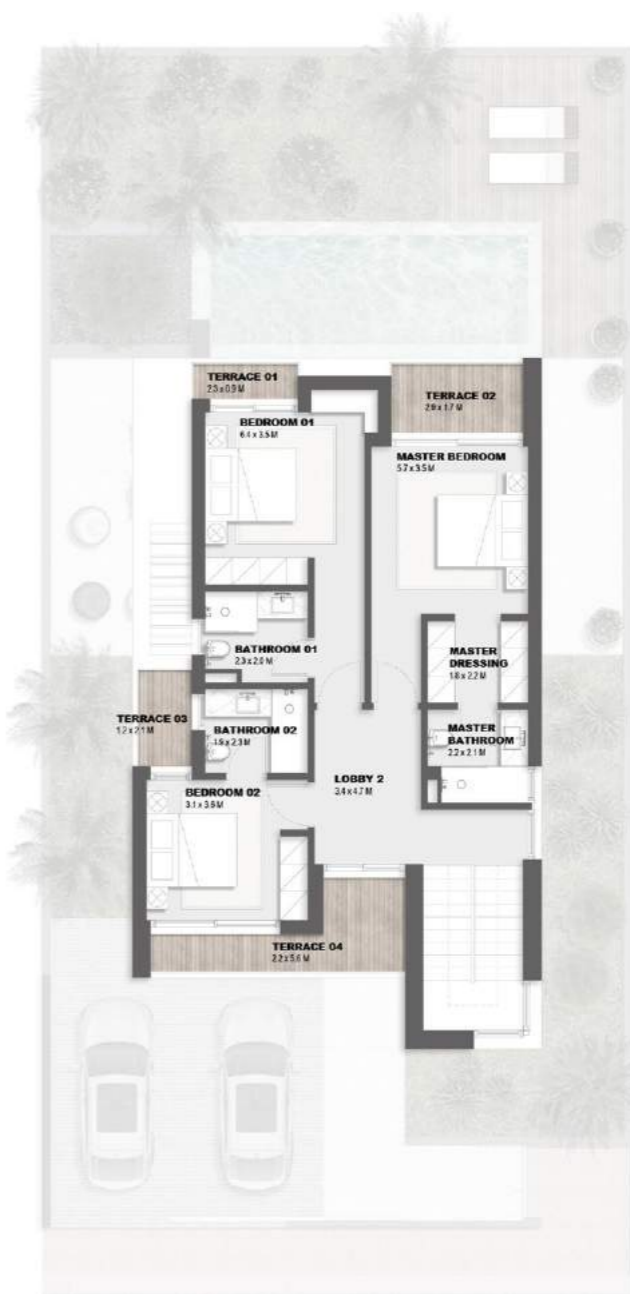 TERRACE 01
2.3 x 0.9 M
TERRACE 02
2.9 x 1.7 M
BEDROOM 01
6.4 x 3.5 M
MASTER BEDROOM
5.7 x 3.5 M
BATHROOM 01
2.3 x 2.0 M
MASTER
DRESSING
1.8 x 2.2 M
TERRACE 03
1.2 x 2.1 M
BATHROOM 02
1.5 x 2.3 M
MASTER
BATHROOM
2.2 x 2.1 M
LOBBY 2
3.4 x 4.7 M
BEDROOM 02
3.1 x 3.6 M
TERRACE 04
2.2 x 5.6 M